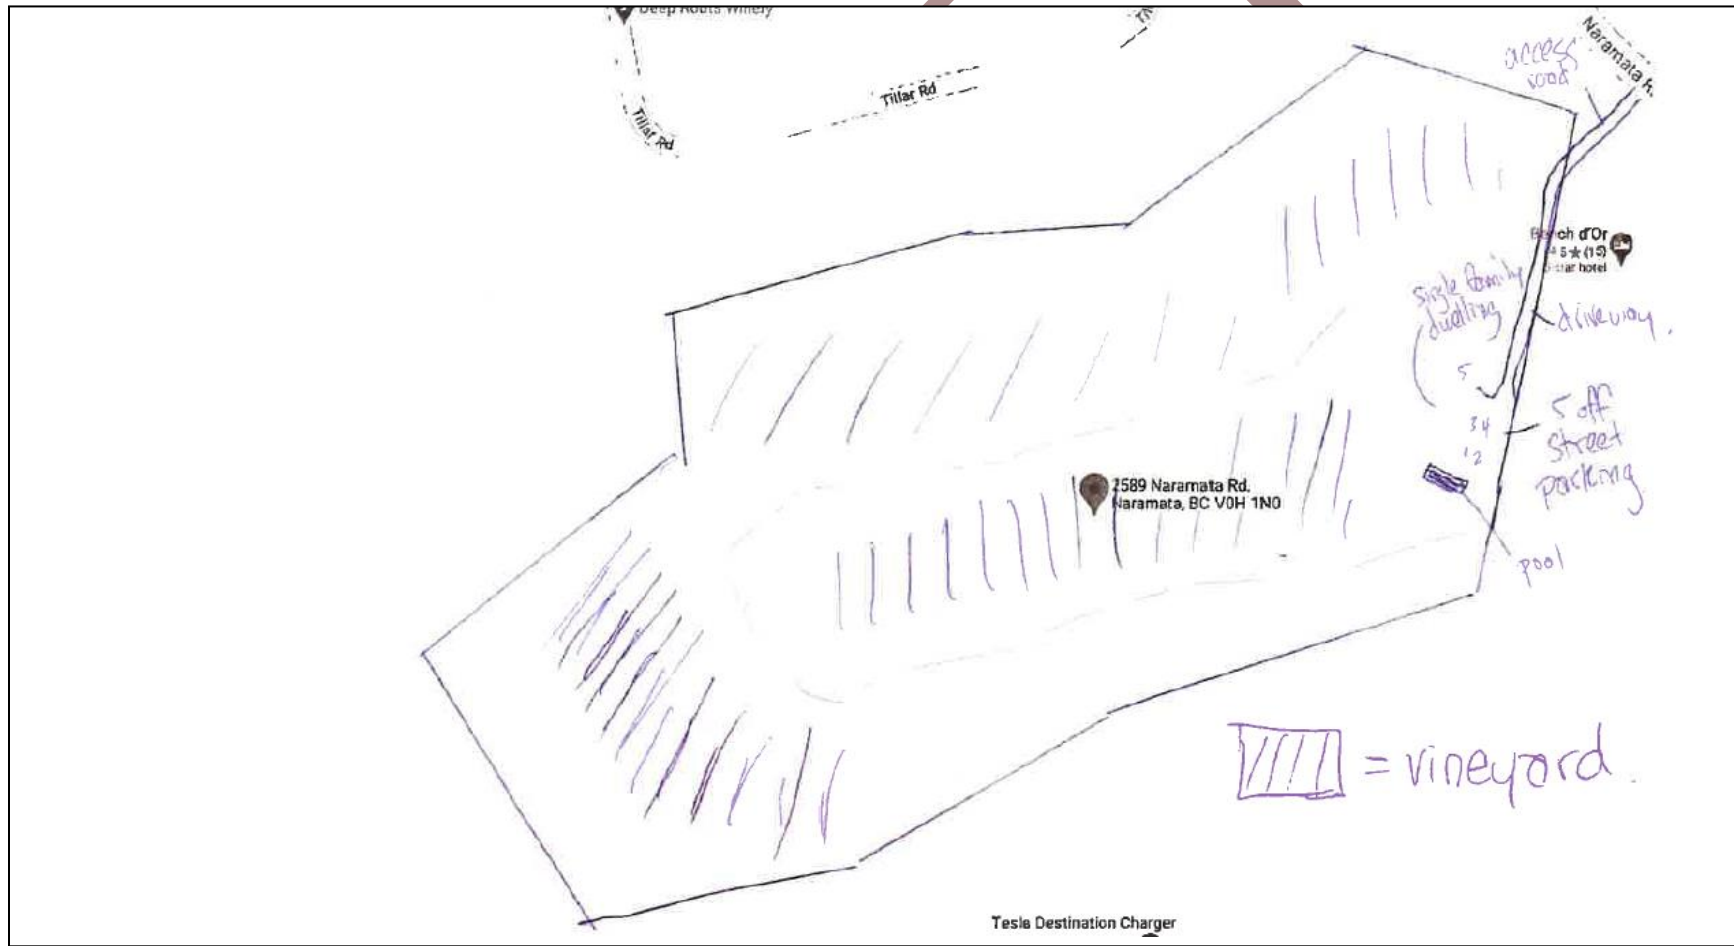 Deep Roots Winery
Tillar Rd
Tillar Rd
Naramata R.
access
road
ch d'Or
5★(15)
hotel
single family
dwelling
driveway.
5
5 off
street
parking
3 4
1 2
2589 Naramata Rd,
Naramata, BC V0H 1N0
pool
= vineyard.
Tesla Destination Charger